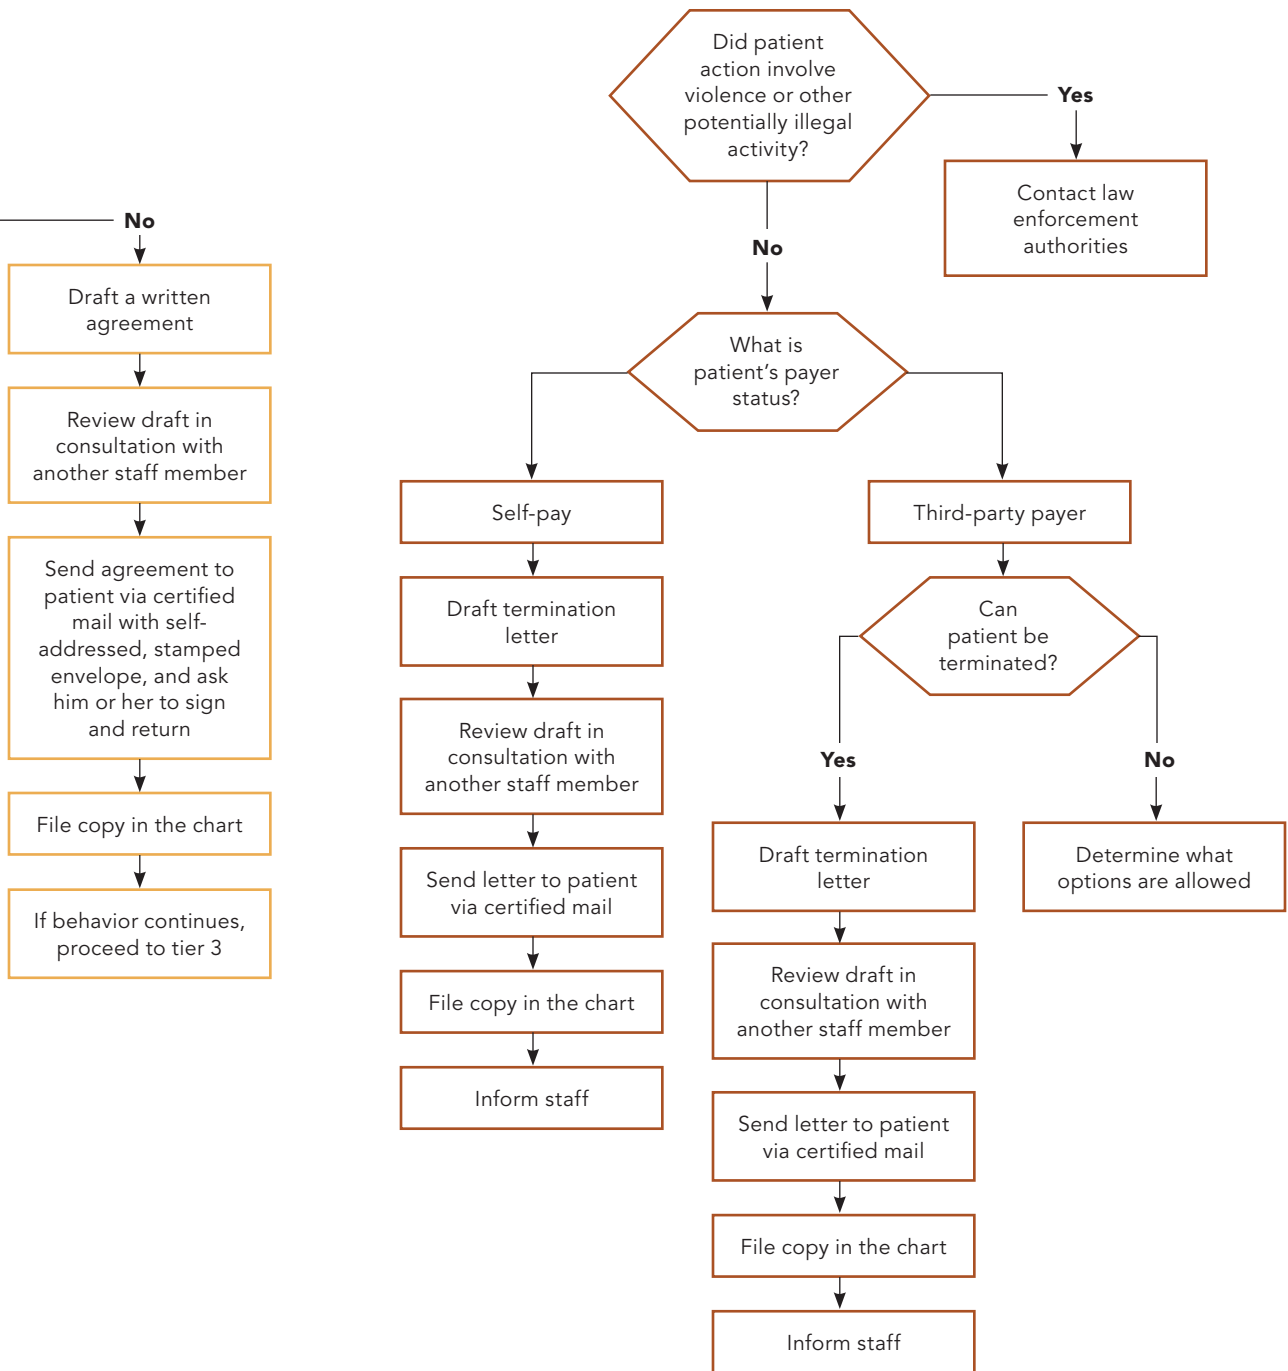 No
Draft a written
agreement
Review draft in
consultation with
another staff member
Send agreement to
patient via certified
mail with self-
addressed, stamped
envelope, and ask
him or her to sign
and return
File copy in the chart
If behavior continues,
proceed to tier 3
Did patient
action involve
violence or other
potentially illegal
activity?
Yes
Contact law
enforcement
authorities
No
What is
patient’s payer
status?
Self-pay
Draft termination
letter
Review draft in
consultation with
another staff member
Send letter to patient
via certified mail
File copy in the chart
Inform staff
Third-party payer
Can
patient be
terminated?
Yes
Draft termination
letter
Review draft in
consultation with
another staff member
Send letter to patient
via certified mail
File copy in the chart
Inform staff
No
Determine what
options are allowed